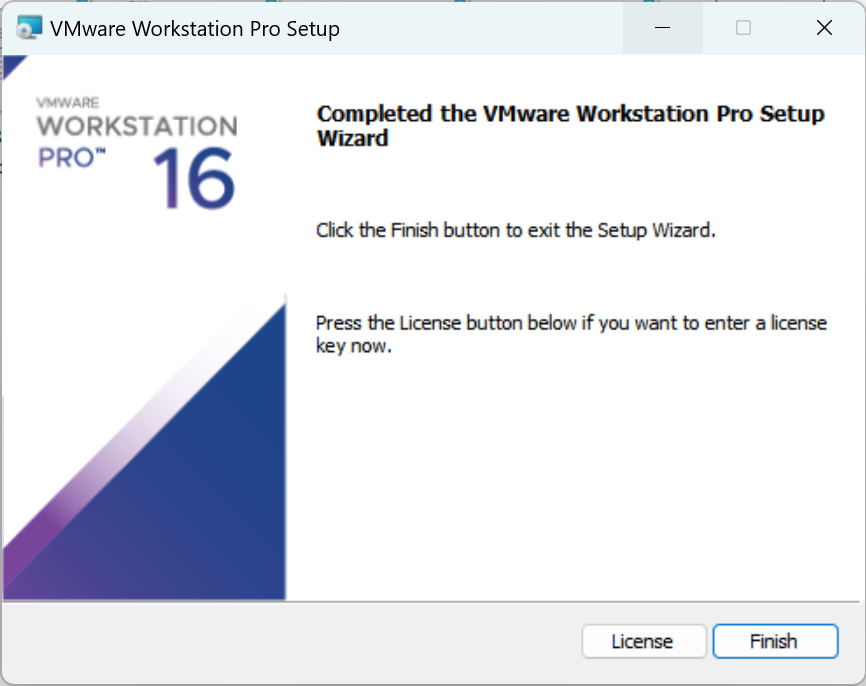 VMware Workstation Pro Setup
VMWARE
WORKSTATION
PRO™ 16
Completed the VMware Workstation Pro Setup
Wizard
Click the Finish button to exit the Setup Wizard.
Press the License button below if you want to enter a license
key now.
License Finish